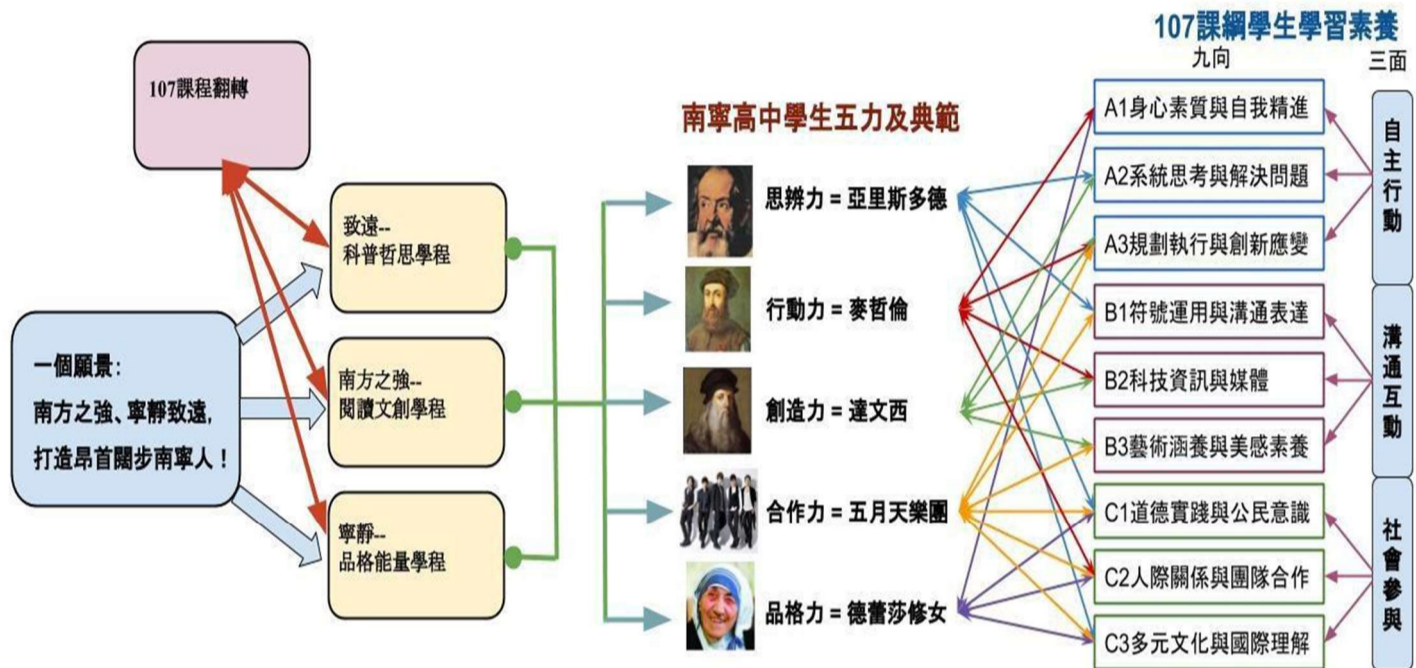 107課綱學生學習素養
九向
三面
107課程翻轉
南寧高中學生五力及典範
致遠--
科普哲思學程
南方之強--
閱讀文創學程
寧靜--
品格能量學程
一個願景:
南方之強、寧靜致遠,
打造昂首闊步南寧人!
思辨力 = 亞里斯多德
行動力 = 麥哲倫
創造力 = 達文西
合作力 = 五月天樂團
品格力 = 德蕾莎修女
A1身心素質與自我精進
A2系統思考與解決問題
A3規劃執行與創新應變
B1符號運用與溝通表達
B2科技資訊與媒體
B3藝術涵養與美感素養
C1道德實踐與公民意識
C2人際關係與團隊合作
C3多元文化與國際理解
自主行動
溝通互動
社會參與